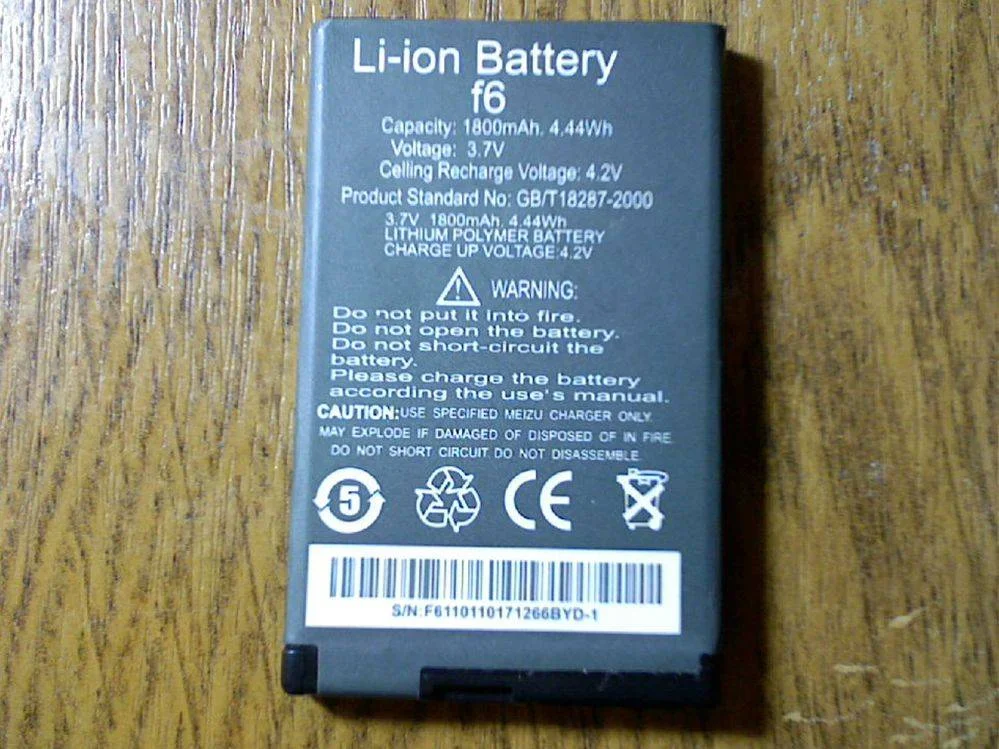 Li-ion Battery
f6
Capacity: 1800mAh. 4.44Wh
Voltage: 3.7V
Celling Recharge Voltage: 4.2V
Product Standard No: GB/T18287-2000
3.7V 1800mAh, 4.44Wh
LITHIUM POLYMER BATTERY
CHARGE UP VOLTAGE:4.2V
WARNING:
Do not put it into fire.
Do not open the battery.
Do not short-circuit the
battery.
Please charge the battery
according the use's manual.
CAUTION:USE SPECIFIED MEIZU CHARGER ONLY.
MAY EXPLODE IF DAMAGED OF DISPOSED OF IN FIRE.
DO NOT SHORT CIRCUIT DO NOT DISASSEMBLE.
5
CE
S/N:F6110110171266BYD-1